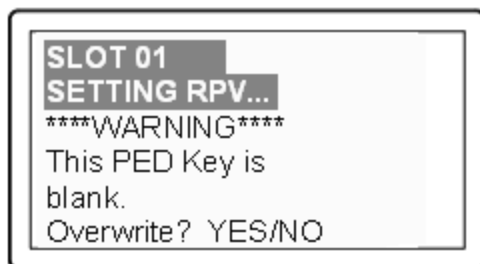 SLOT 01
SETTING RPV...
****WARNING****
This PED Key is
blank.
Overwrite? YES/NO